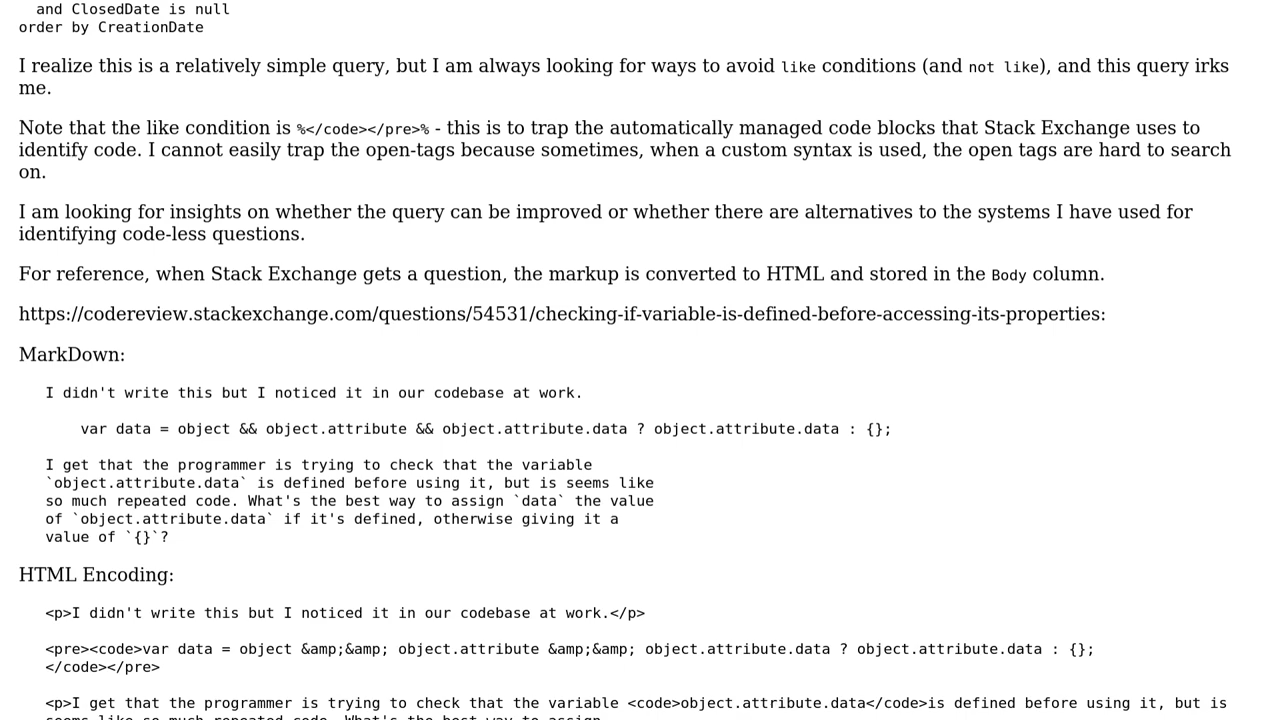 and ClosedDate is null
order by CreationDate
I realize this is a relatively simple query, but I am always looking for ways to avoid like conditions (and not like), and this query irks
me.
Note that the like condition is %</code></pre>% - this is to trap the automatically managed code blocks that Stack Exchange uses to
identify code. I cannot easily trap the open-tags because sometimes, when a custom syntax is used, the open tags are hard to search
on.
I am looking for insights on whether the query can be improved or whether there are alternatives to the systems I have used for
identifying code-less questions.
For reference, when Stack Exchange gets a question, the markup is converted to HTML and stored in the Body column.
https://codereview.stackexchange.com/questions/54531/checking-if-variable-is-defined-before-accessing-its-properties:
MarkDown:
I didn't write this but I noticed it in our codebase at work.
var data = object && object.attribute && object.attribute.data ? object.attribute.data : {};
I get that the programmer is trying to check that the variable
`object.attribute.data` is defined before using it, but is seems like
so much repeated code. What's the best way to assign `data` the value
of `object.attribute.data` if it's defined, otherwise giving it a
value of `{}`?
HTML Encoding:
<p>I didn't write this but I noticed it in our codebase at work.</p>
<pre><code>var data = object &amp;&amp; object.attribute &amp;&amp; object.attribute.data ? object.attribute.data : {};
</code></pre>
<p>I get that the programmer is trying to check that the variable <code>object.attribute.data</code>is defined before using it, but is
seems like so much repeated code. What's the best way to assign